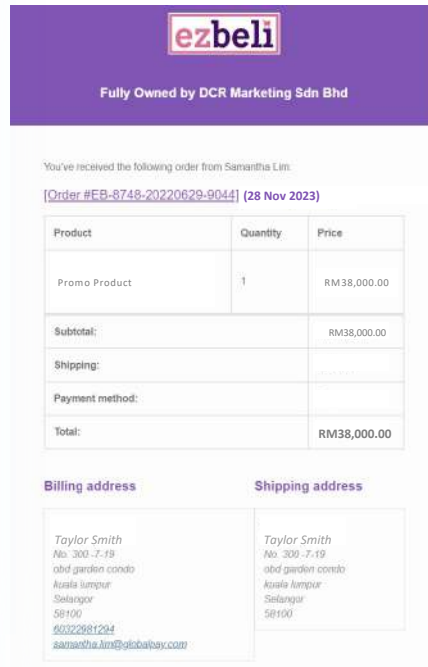 ezbeli
Fully Owned by DCR Marketing Sdn Bhd
You've received the following order from Samantha Lim:
[Order #EB-8748-20220629-9044] (28 Nov 2023)
Product Quantity Price
Promo Product 1 RM38,000.00
Subtotal: RM38,000.00
Shipping:
Payment method:
Total: RM38,000.00
Billing address Shipping address
Taylor Smith Taylor Smith
No. 300 -7-19 No. 300 -7-19
obd garden condo obd garden condo
kuala lumpur kuala lumpur
Selangor Selangor
58100 58100
60322981294
samantha.lim@globalpay.com